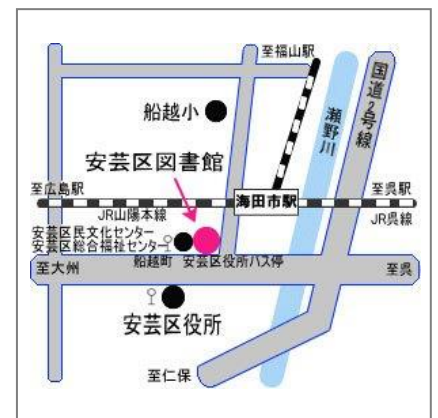 至福山駅
国道2号線
瀬野川
船越小
安芸区図書館
至広島駅
海田市駅
至呉駅
JR山陽本線
JR呉線
安芸区民文化センター
安芸区総合福祉センター
船越町
安芸区役所バス停
至大州
至呉
安芸区役所
至仁保